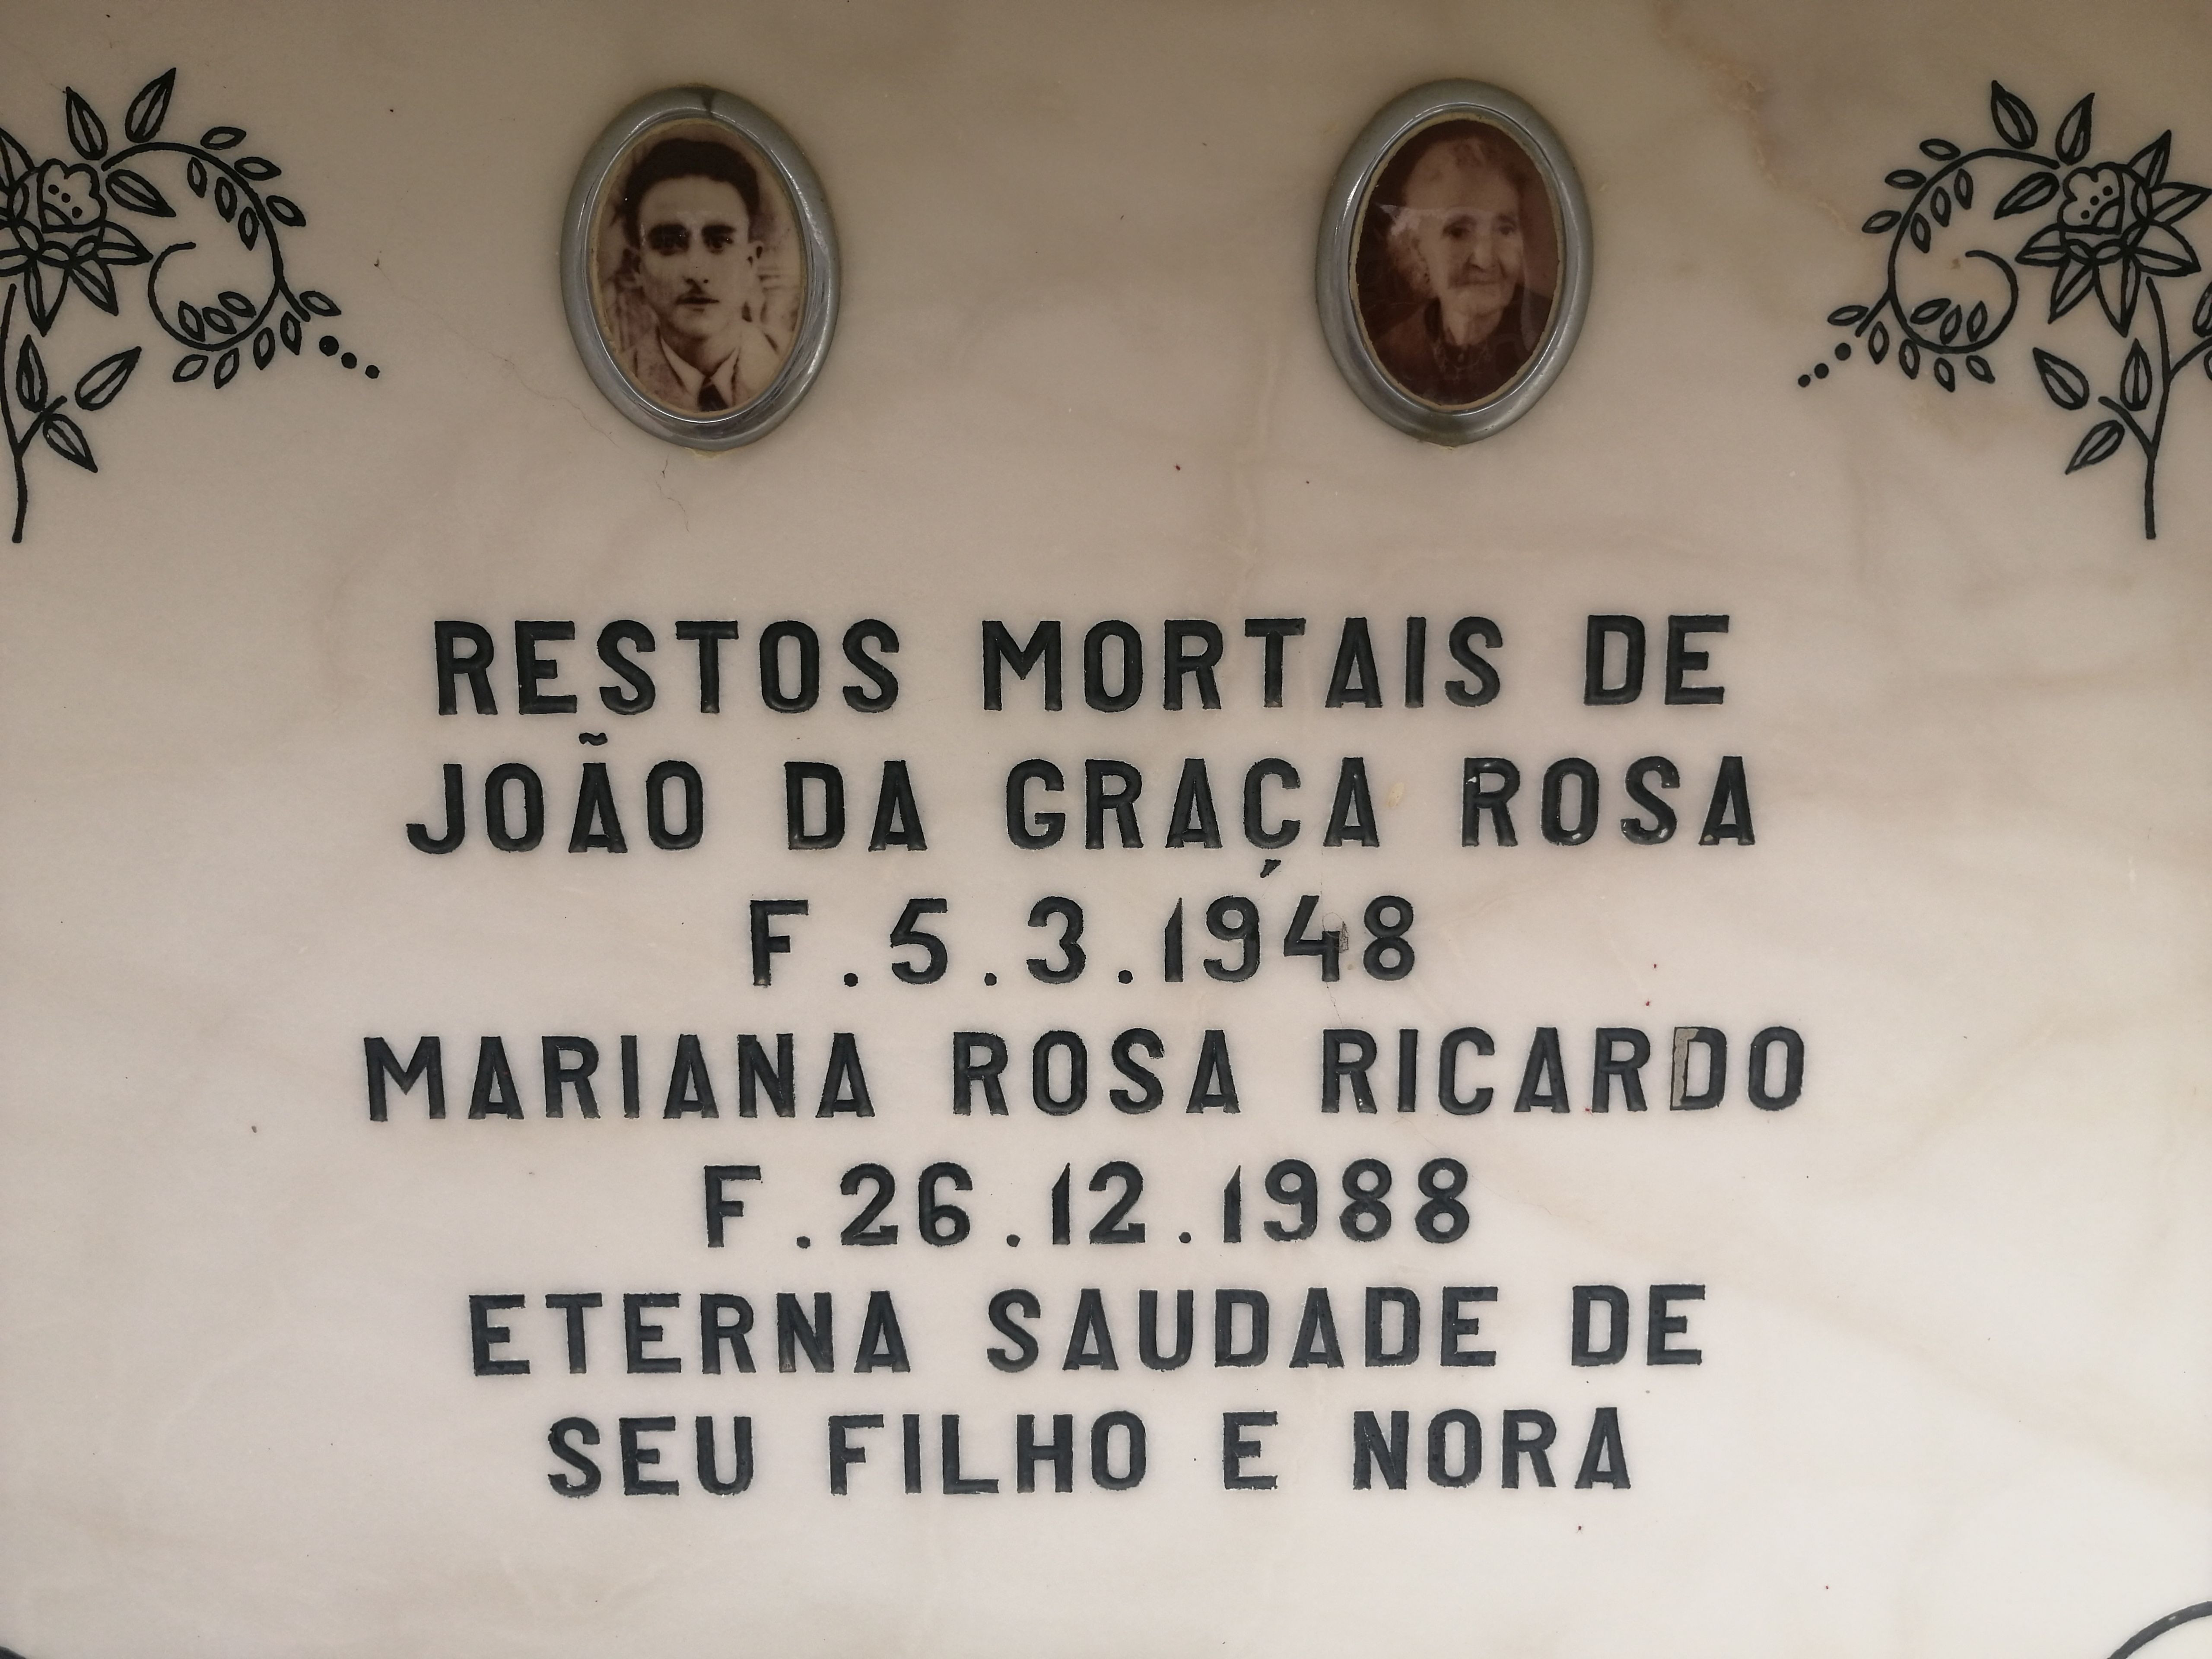 RESTOS MORTAIS DE
JOÃO DA GRAÇA ROSA
F.5.3.1948
MARIANA ROSA RICARDO
F.26.12.1988
ETERNA SAUDADE DE
SEU FILHO E NORA